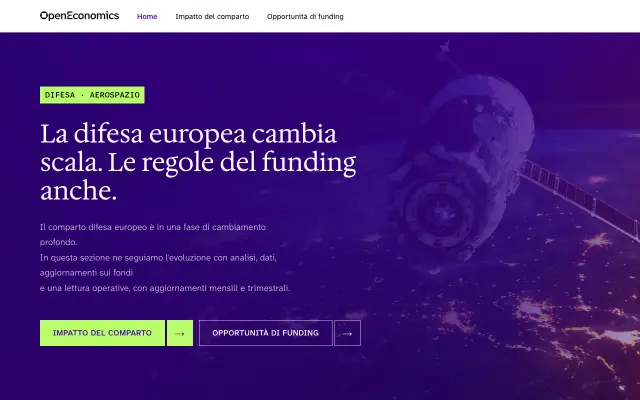 OpenEconomics
Home
Impatto del comparto
Opportunità di funding
DIFESA · AEROSPAZIO
La difesa europea cambia
scala. Le regole del funding
anche.
Il comparto difesa europeo è in una fase di cambiamento
profondo.
In questa sezione ne seguiamo l'evoluzione con analisi, dati,
aggiornamenti sui fondi
e una lettura operative, con aggiornamenti mensili e trimestrali.
IMPATTO DEL COMPARTO →
OPPORTUNITÀ DI FUNDING →